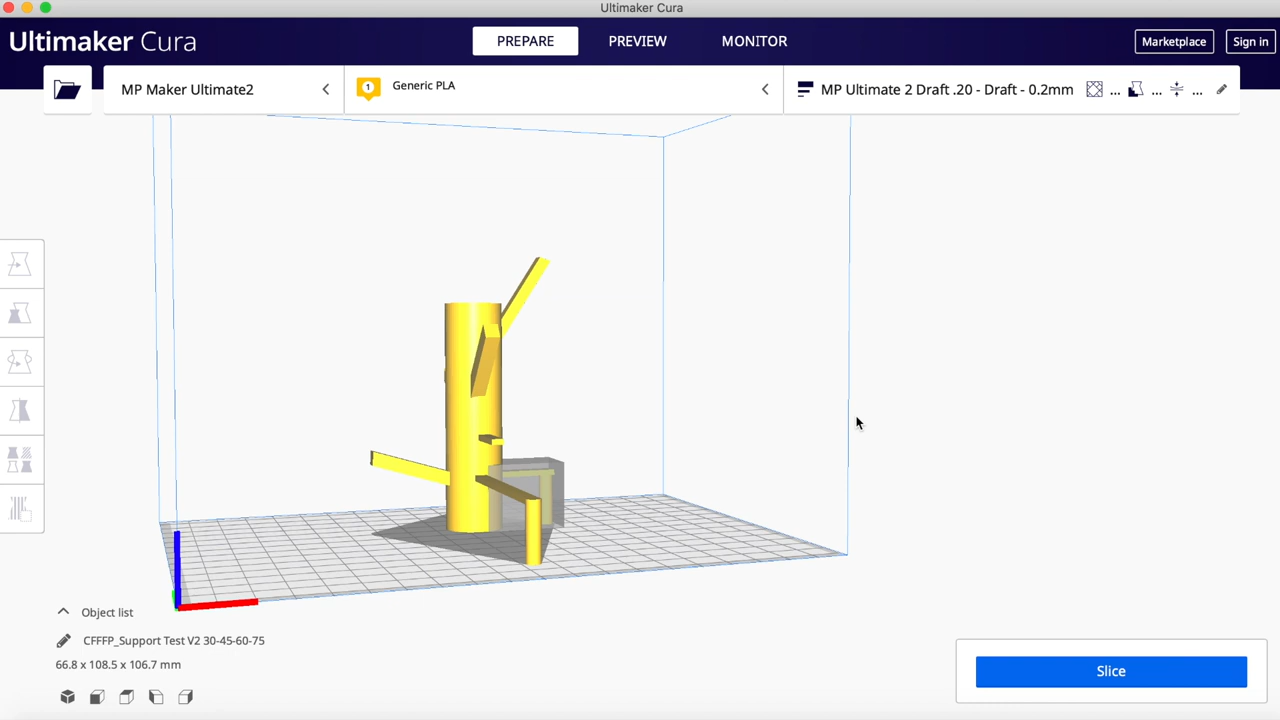 Ultimaker Cura
Ultimaker Cura
PREPARE
PREVIEW
MONITOR
Marketplace
Sign in
MP Maker Ultimate2
1
Generic PLA
MP Ultimate 2 Draft .20 - Draft - 0.2mm
...
...
...
Object list
CFFFP_Support Test V2 30-45-60-75
66.8 x 108.5 x 106.7 mm
Slice